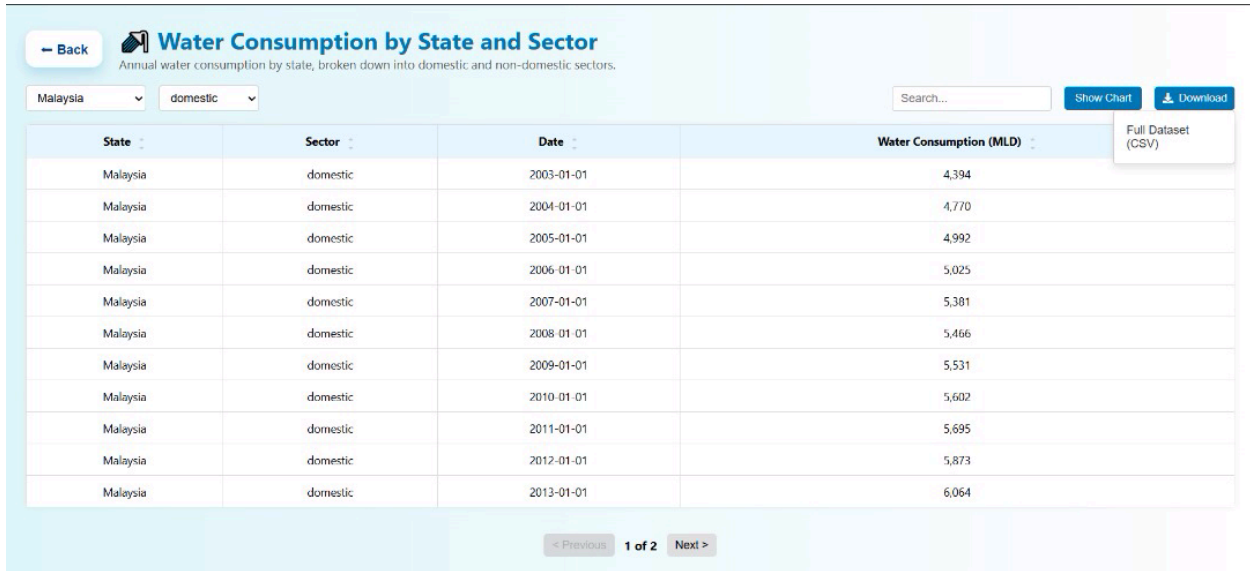 ← Back
Water Consumption by State and Sector
Annual water consumption by state, broken down into domestic and non-domestic sectors.
Malaysia domestic Search... Show Chart Download
Full Dataset
(CSV)
State Sector Date Water Consumption (MLD)
Malaysia domestic 2003-01-01 4,394
Malaysia domestic 2004-01-01 4,770
Malaysia domestic 2005-01-01 4,992
Malaysia domestic 2006-01-01 5,025
Malaysia domestic 2007-01-01 5,381
Malaysia domestic 2008-01-01 5,466
Malaysia domestic 2009-01-01 5,531
Malaysia domestic 2010-01-01 5,602
Malaysia domestic 2011-01-01 5,695
Malaysia domestic 2012-01-01 5,873
Malaysia domestic 2013-01-01 6,064
< Previous 1 of 2 Next >